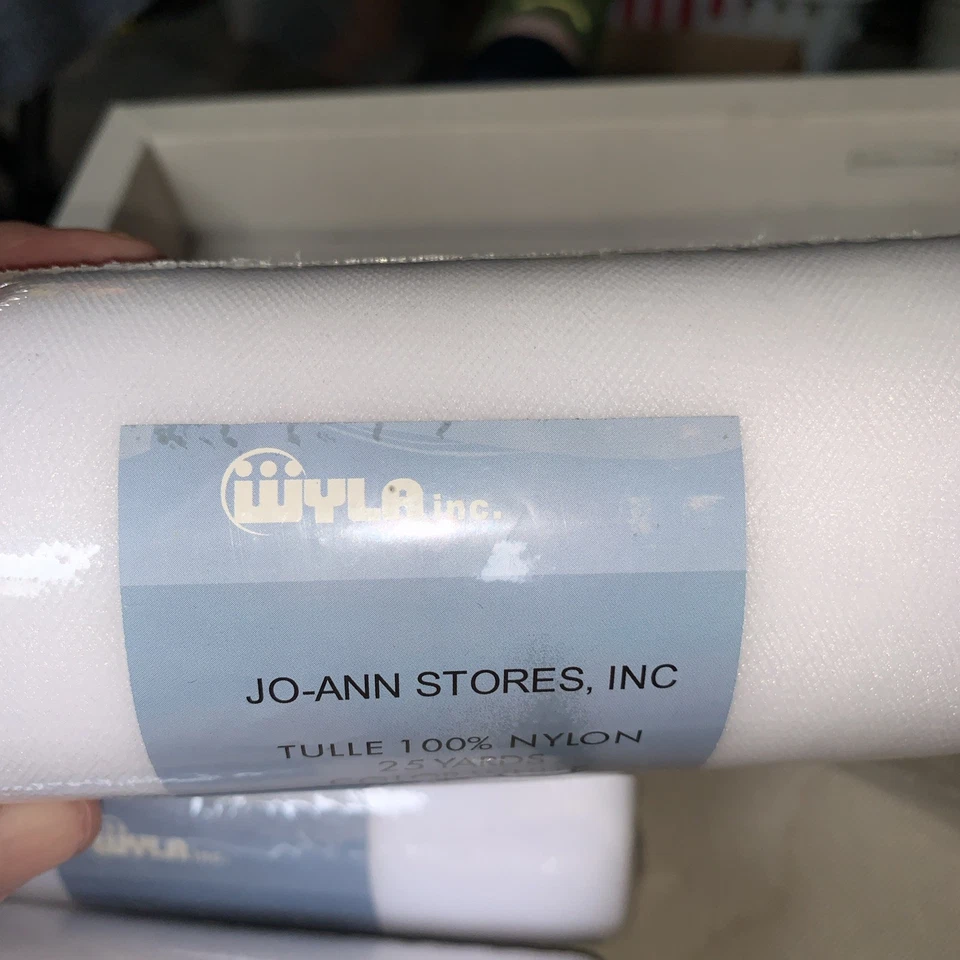 WYLA inc.
JO-ANN STORES, INC
TULLE 100% NYLON
25 YARDS
WYLA inc.